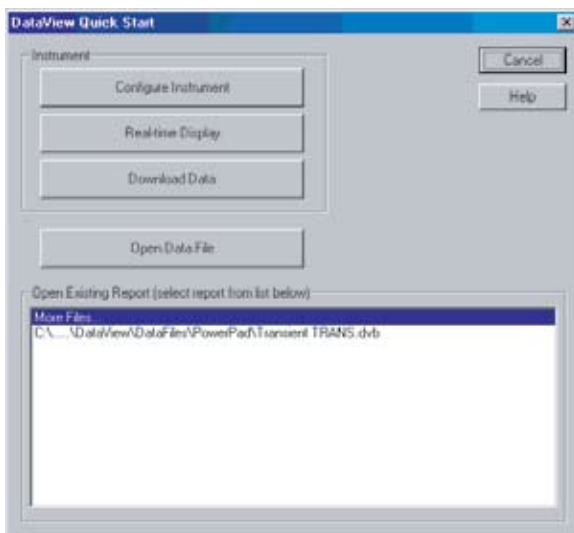 DataView Quick Start
Instrument
Configure Instrument
Real-time Display
Download Data
Cancel
Help
Open Data File
Open Existing Report (select report from list below)
More Files...
C:\....\DataView\DataFiles\PowerPad\Transient TRANS.dvb